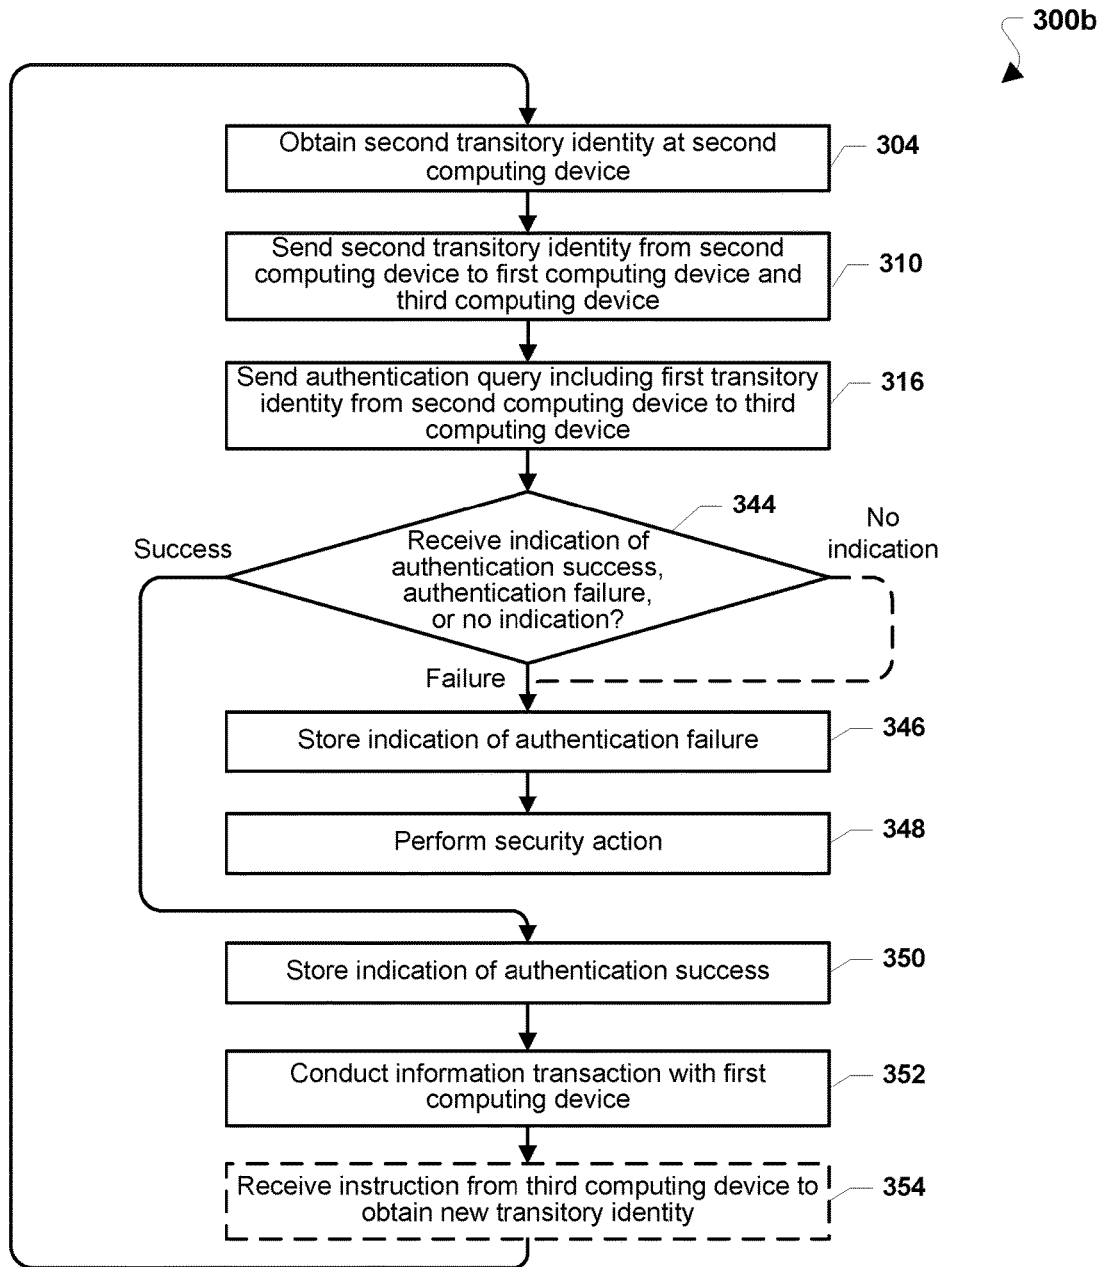 300b
Obtain second transitory identity at second
computing device
304
Send second transitory identity from second
computing device to first computing device and
third computing device
310
Send authentication query including first transitory
identity from second computing device to third
computing device
316
344
Success
Receive indication of
authentication success,
authentication failure,
or no indication?
No
indication
Failure
Store indication of authentication failure
346
Perform security action
348
Store indication of authentication success
350
Conduct information transaction with first
computing device
352
Receive instruction from third computing device to
obtain new transitory identity
354